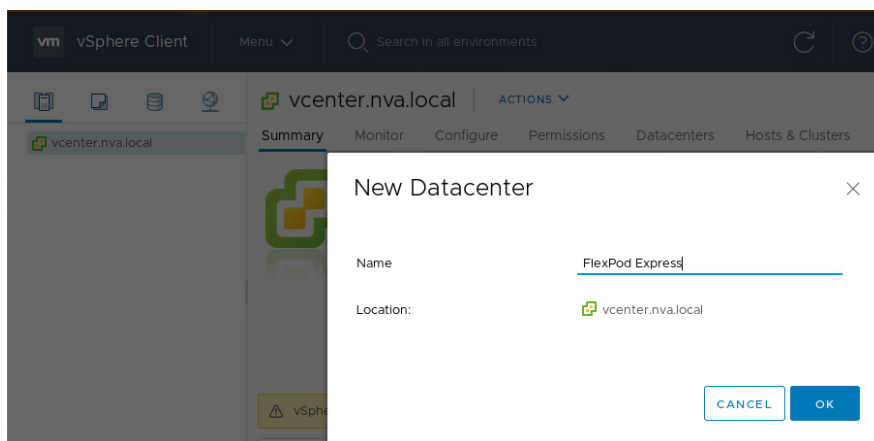 vm vSphere Client Menu Search in all environments
vcenter.nva.local ACTIONS
Summary Monitor Configure Permissions Datacenters Hosts & Clusters
vcenter.nva.local
New Datacenter
Name FlexPod Express
Location: vcenter.nva.local
CANCEL OK